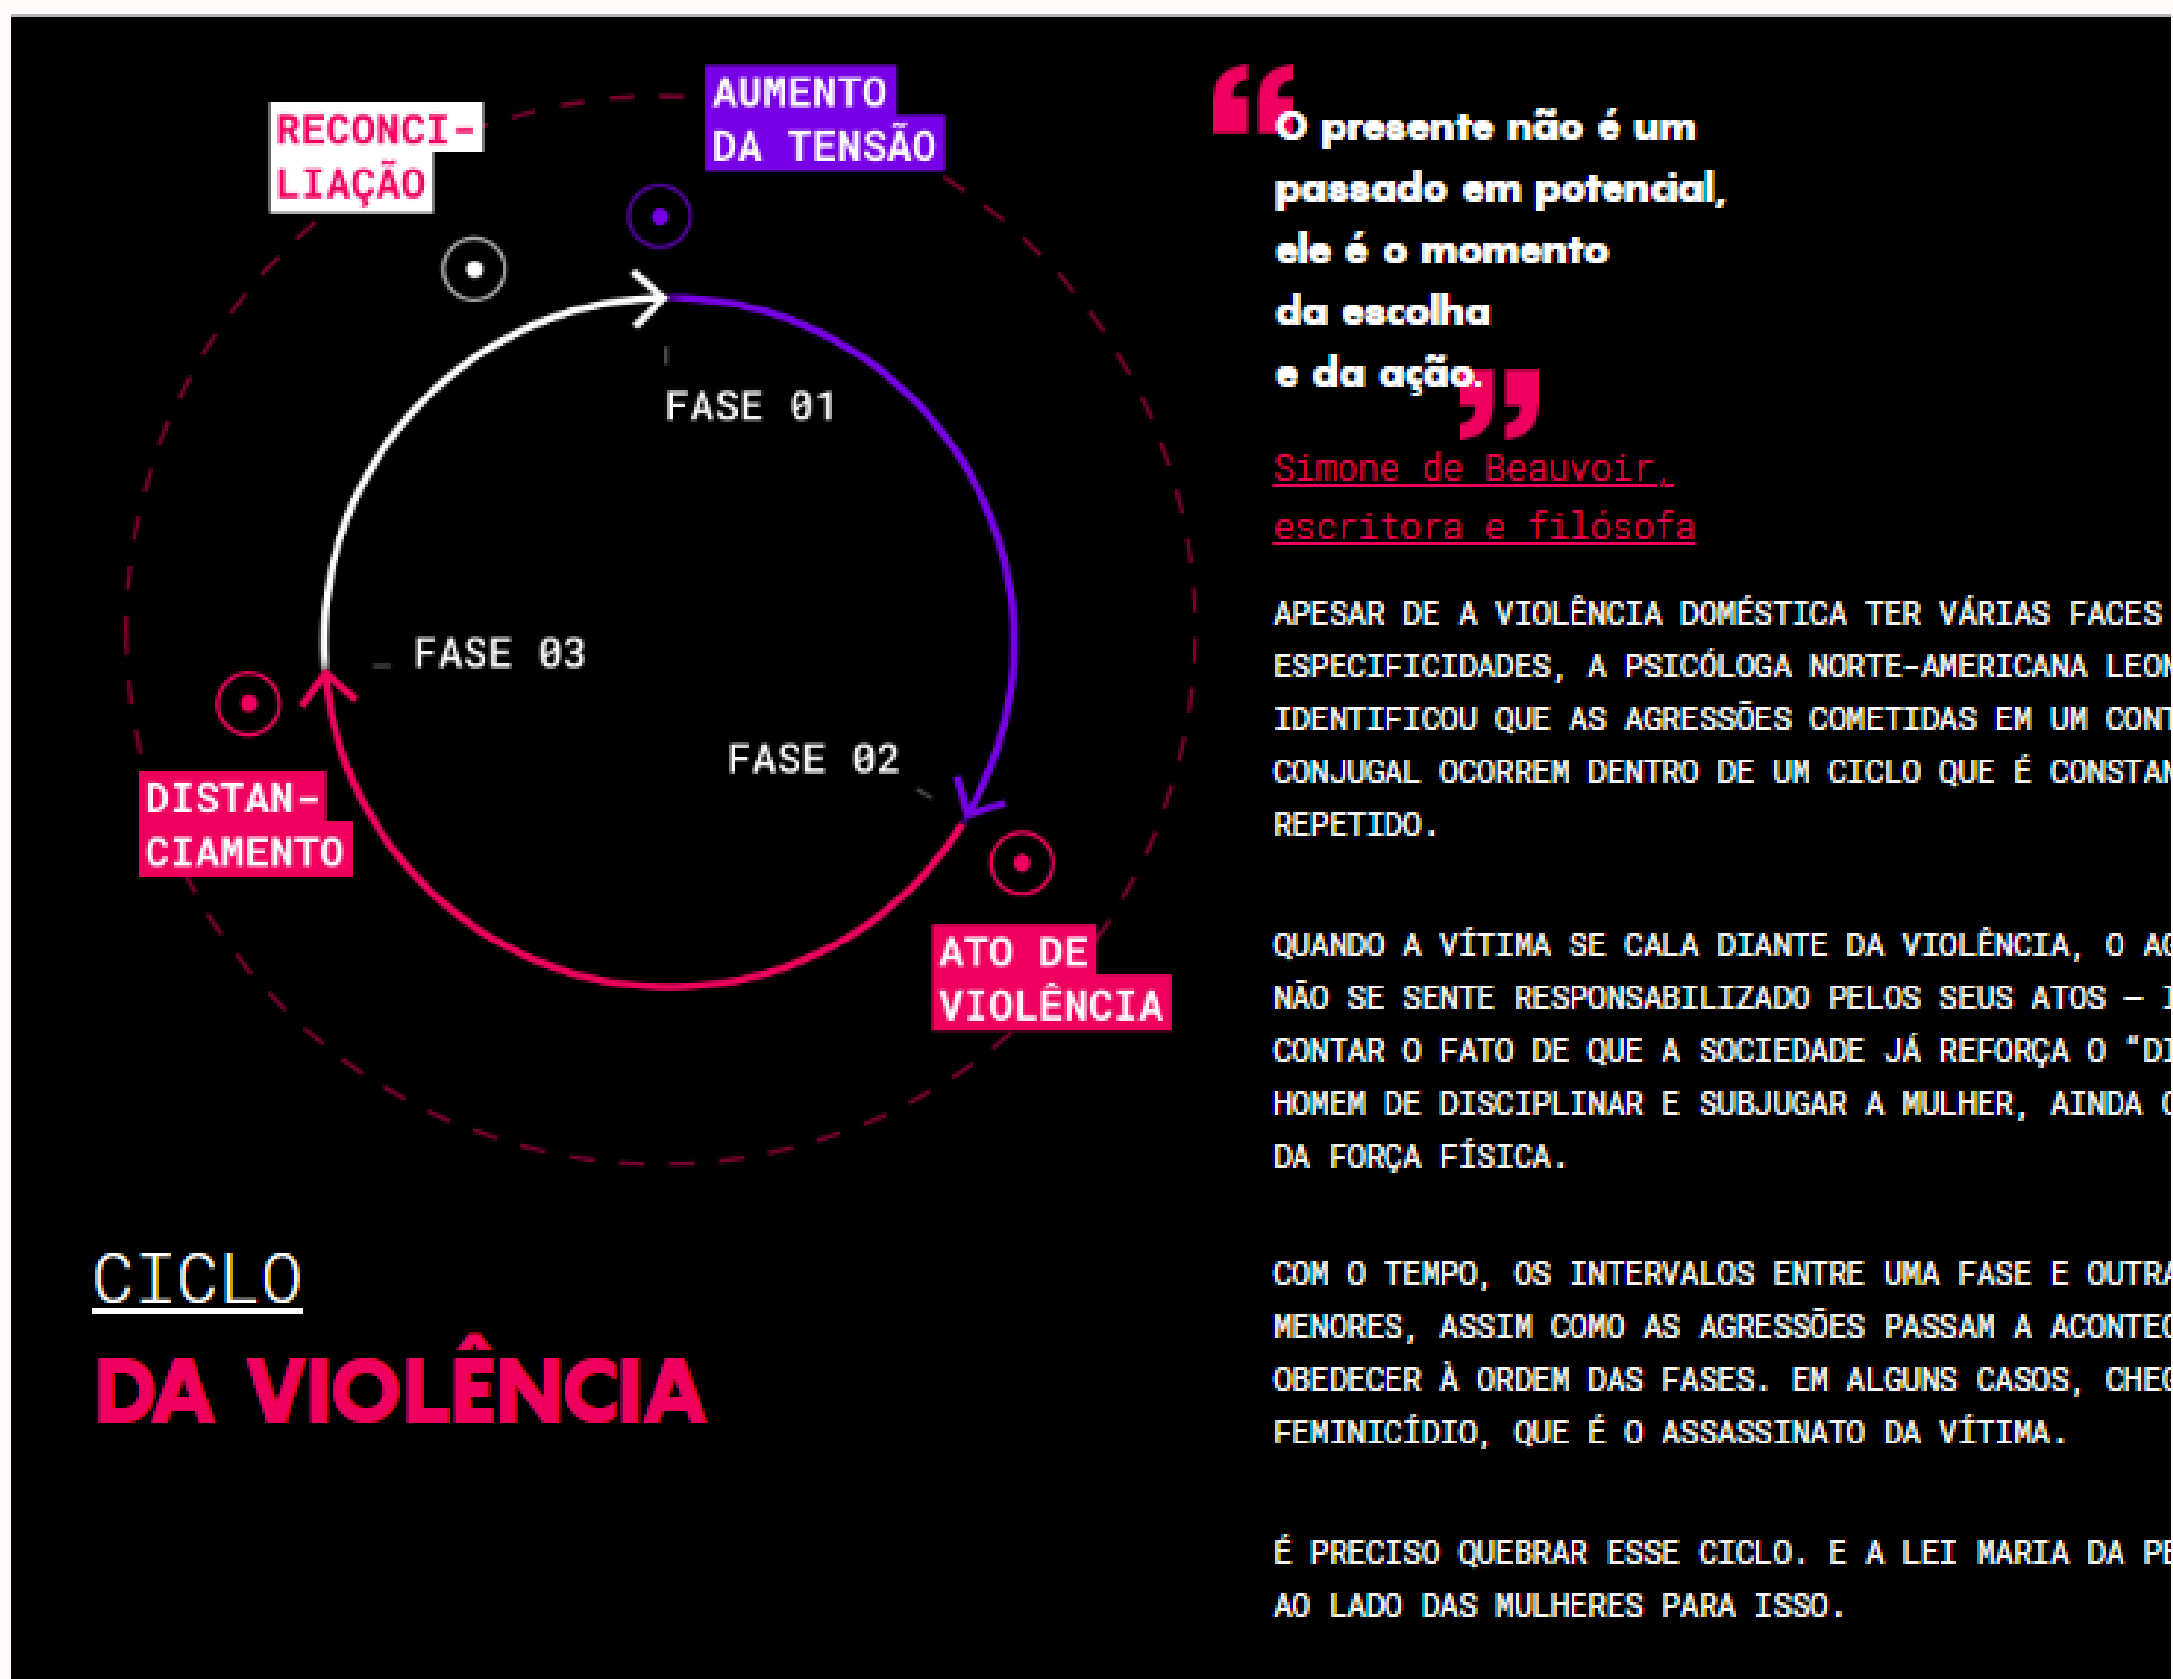 RECONCI-
LIAÇÃO
AUMENTO
DA TENSÃO
FASE 01
FASE 03
FASE 02
DISTAN-
CIAMENTO
ATO DE
VIOLÊNCIA
CICLO
DA VIOLÊNCIA
“O presente não é um
passado em potencial,
ele é o momento
da escolha
e da ação.”
Simone de Beauvoir,
escritora e filósofa
APESAR DE A VIOLÊNCIA DOMÉSTICA TER VÁRIAS FACES
ESPECIFICIDADES, A PSICÓLOGA NORTE-AMERICANA
IDENTIFICOU QUE AS AGRESSÕES COMETIDAS EM UM
CONJUGAL OCORREM DENTRO DE UM CICLO QUE É
REPETIDO.
QUANDO A VÍTIMA SE CALA DIANTE DA VIOLÊNCIA, O
NÃO SE SENTE RESPONSABILIZADO PELOS SEUS ATOS –
CONTAR O FATO DE QUE A SOCIEDADE JÁ REFORÇA O
HOMEM DE DISCIPLINAR E SUBJUGAR A MULHER, AINDA
DA FORÇA FÍSICA.
COM O TEMPO, OS INTERVALOS ENTRE UMA FASE E OUTRA
MENORES, ASSIM COMO AS AGRESSÕES PASSAM A
OBEDECER À ORDEM DAS FASES. EM ALGUNS CASOS,
FEMINICÍDIO, QUE É O ASSASSINATO DA VÍTIMA.
É PRECISO QUEBRAR ESSE CICLO. E A LEI MARIA DA
AO LADO DAS MULHERES PARA ISSO.